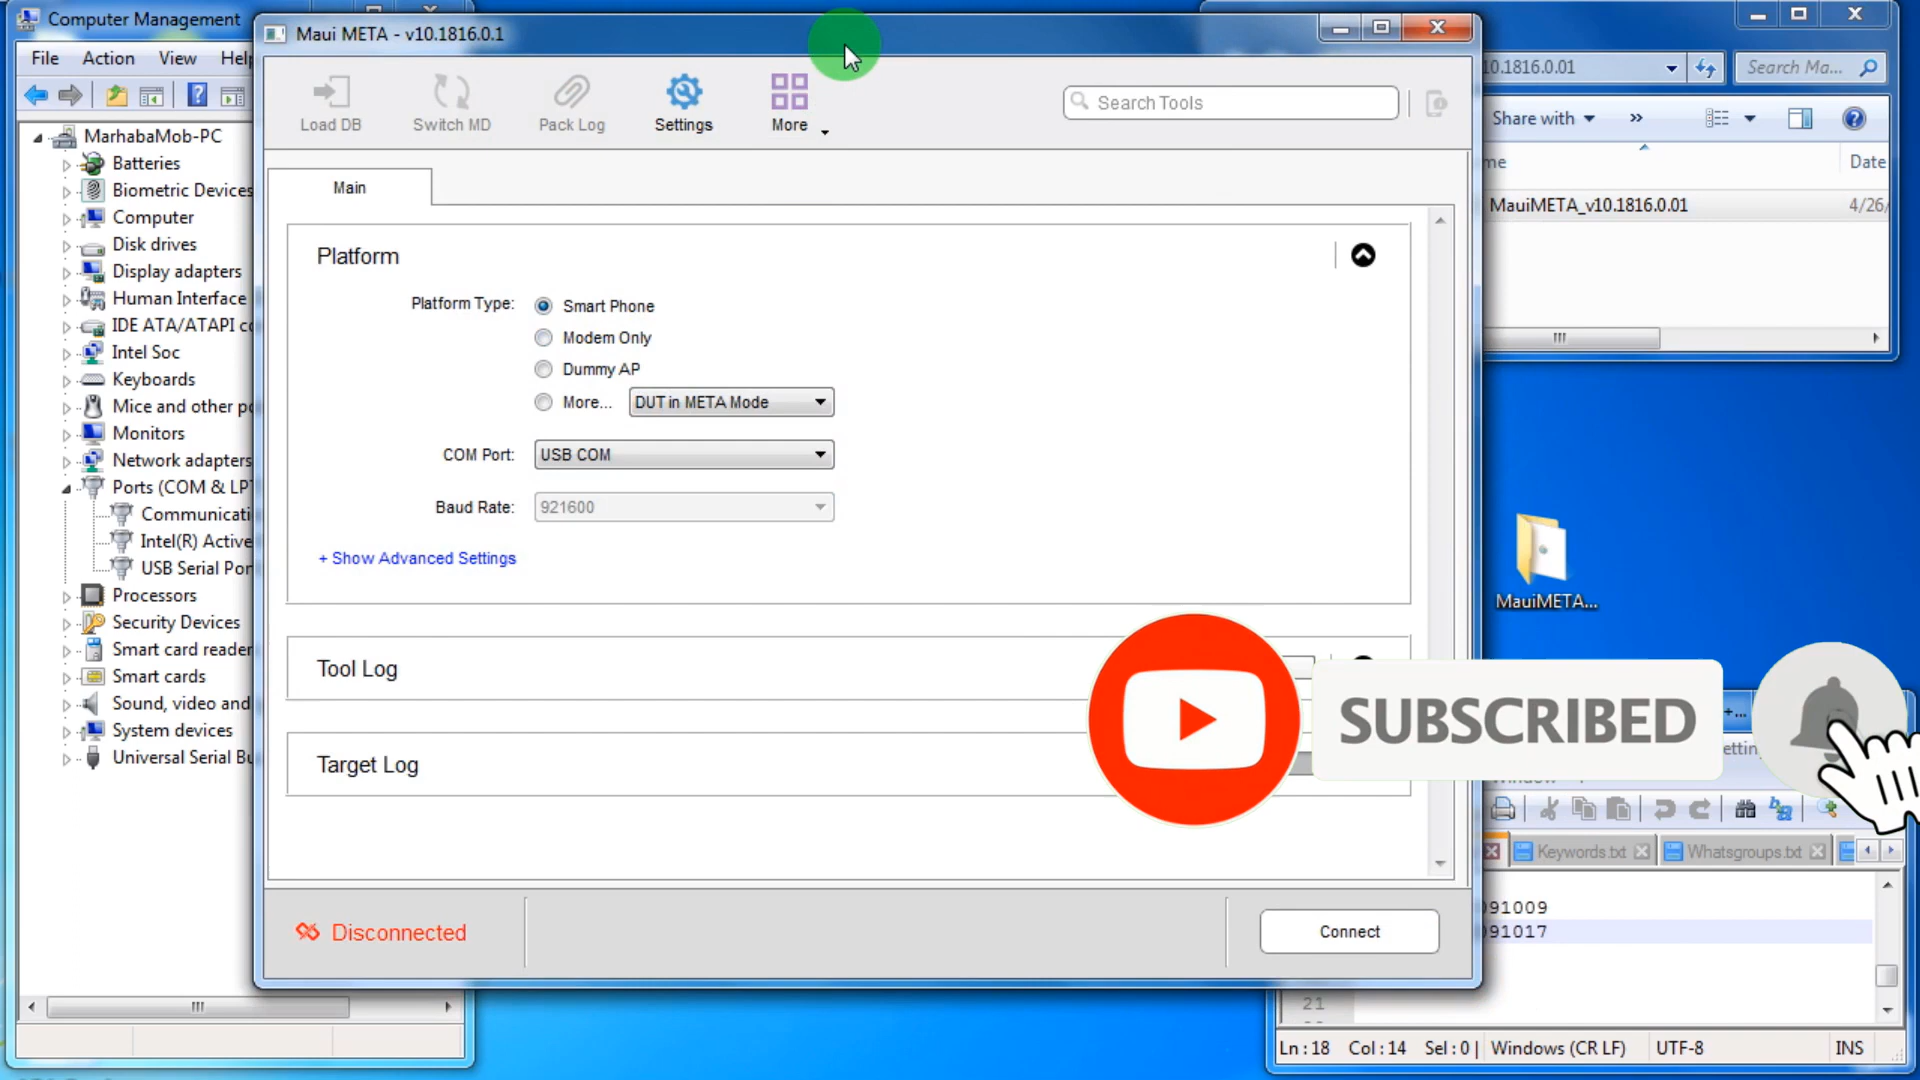 Computer Management
File Action View Help
MarhabaMob-PC
Batteries
Biometric Devices
Computer
Disk drives
Display adapters
Human Interface
IDE ATA/ATAPI
Intel Soc
Keyboards
Mice and other
Monitors
Network adapters
Ports (COM & LPT
Communicati
Intel(R) Active
USB Serial Por
Processors
Security Devices
Smart card reader
Smart cards
Sound, video and
System devices
Universal Serial Bu
Maui META - v10.1816.0.1
Load DB
Switch MD
Pack Log
Settings
More
Search Tools
Main
Platform
Platform Type:
Smart Phone
Modem Only
Dummy AP
More... DUT in META Mode
COM Port: USB COM
Baud Rate: 921600
+ Show Advanced Settings
Tool Log
Target Log
Disconnected
Connect
10.1816.0.01
Search Ma...
Share with
»
me
Date
MauiMETA_v10.1816.0.01
4/26/
MauiMETA...
SUBSCRIBED
+...
ettin
Keywords.txt
Whatsgroups.txt
091009
091017
21
Ln:18 Col:14 Sel:0 | Windows (CR LF) UTF-8 INS